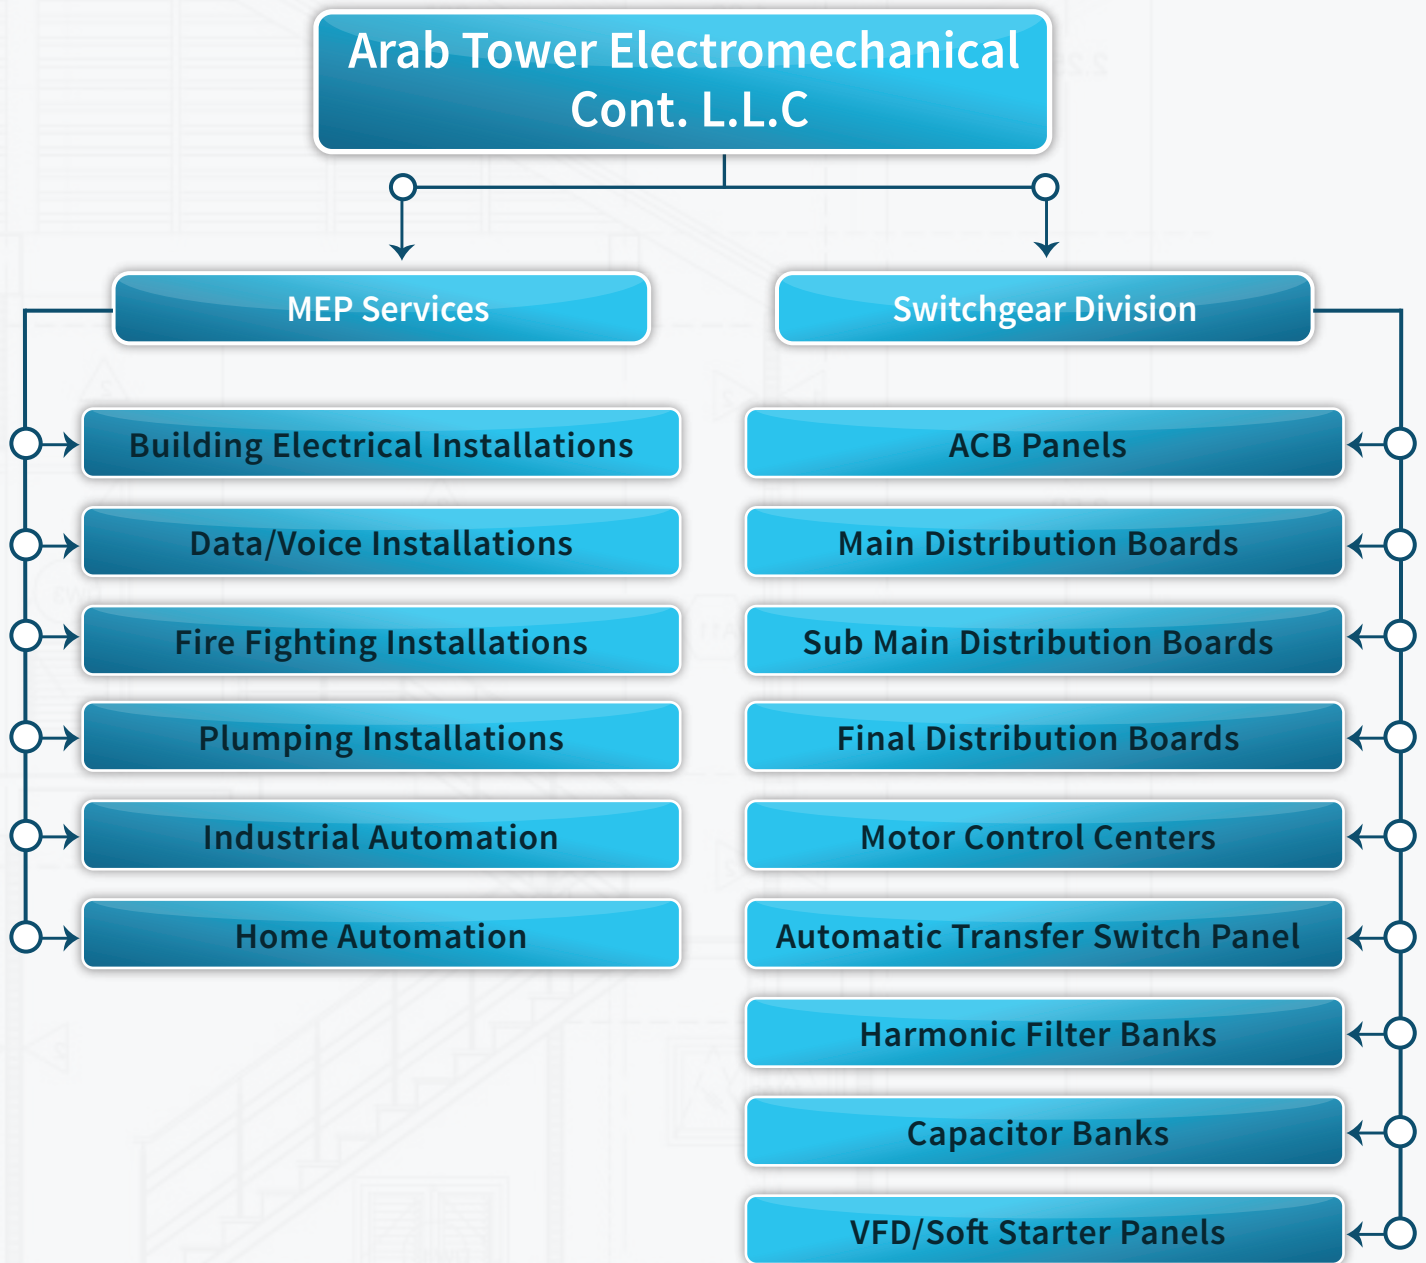 Arab Tower Electromechanical
Cont. L.L.C
MEP Services
Building Electrical Installations
Data/Voice Installations
Fire Fighting Installations
Plumping Installations
Industrial Automation
Home Automation
Switchgear Division
ACB Panels
Main Distribution Boards
Sub Main Distribution Boards
Final Distribution Boards
Motor Control Centers
Automatic Transfer Switch Panel
Harmonic Filter Banks
Capacitor Banks
VFD/Soft Starter Panels